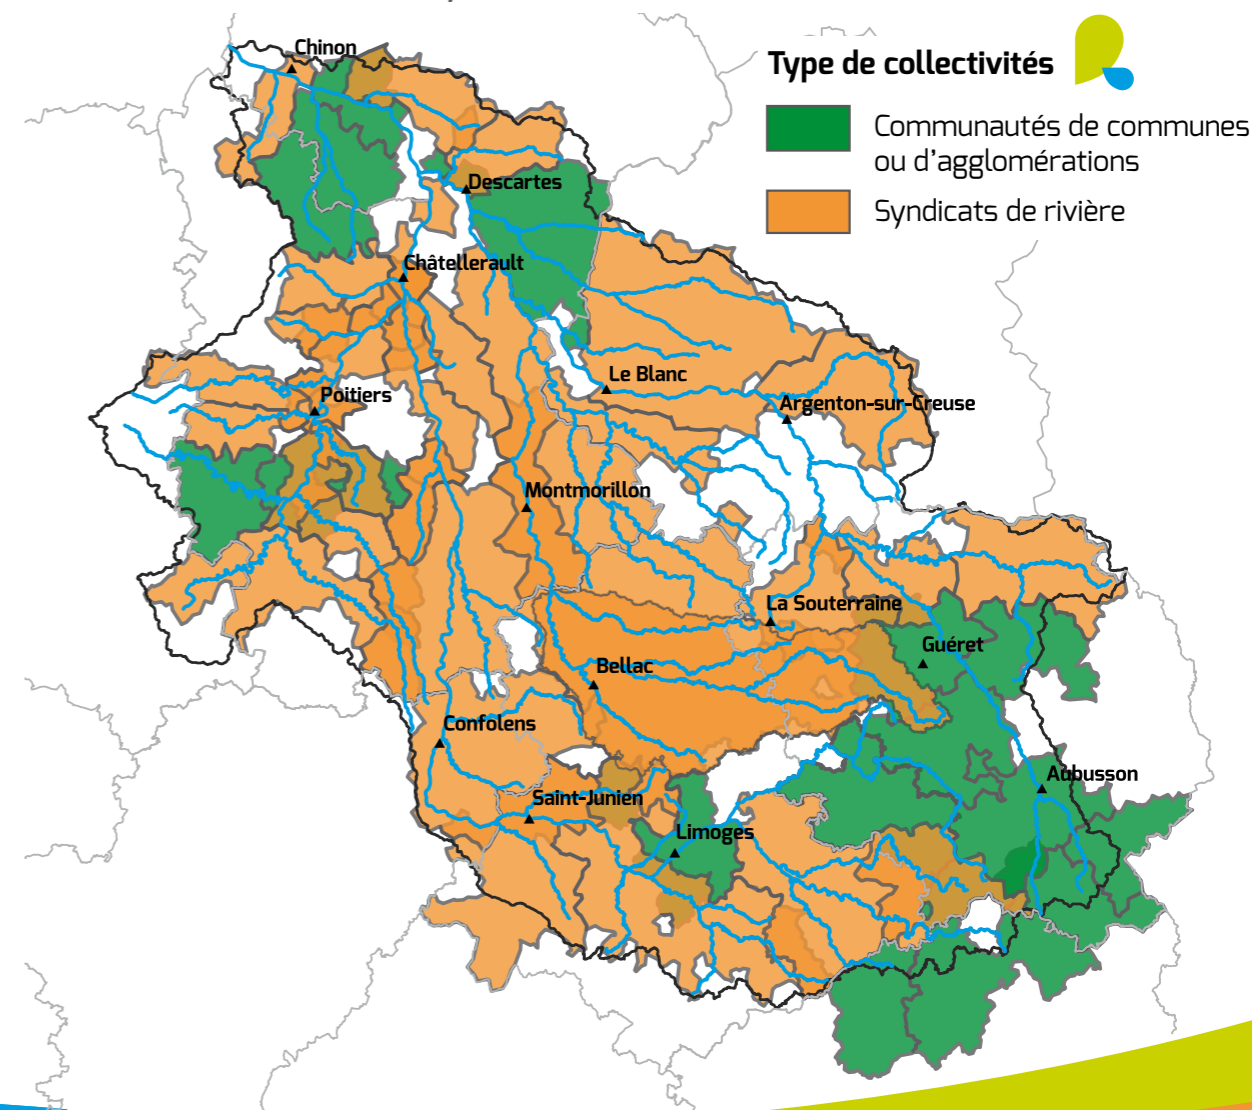 Chinon
Type de collectivités
Communautés de communes
ou d'agglomérations
Descartes
Syndicats de rivière
Châtellerault
Le Blanc
Poitiers
Argenton-sur-Creuse
Montmorillon
La Souterraine
Guéret
Bellac
Confolens
Aubusson
Saint-Junien
Limoges